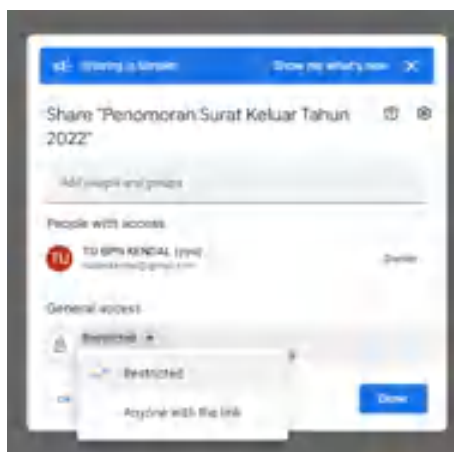 Sharing is simpler Show me what's new
Share "Penomoran Surat Keluar Tahun
2022"
Add people and groups
People with access
TU TU BPN KENDAL (you)
Owner
General access
Restricted
Restricted
Anyone with the link
Done